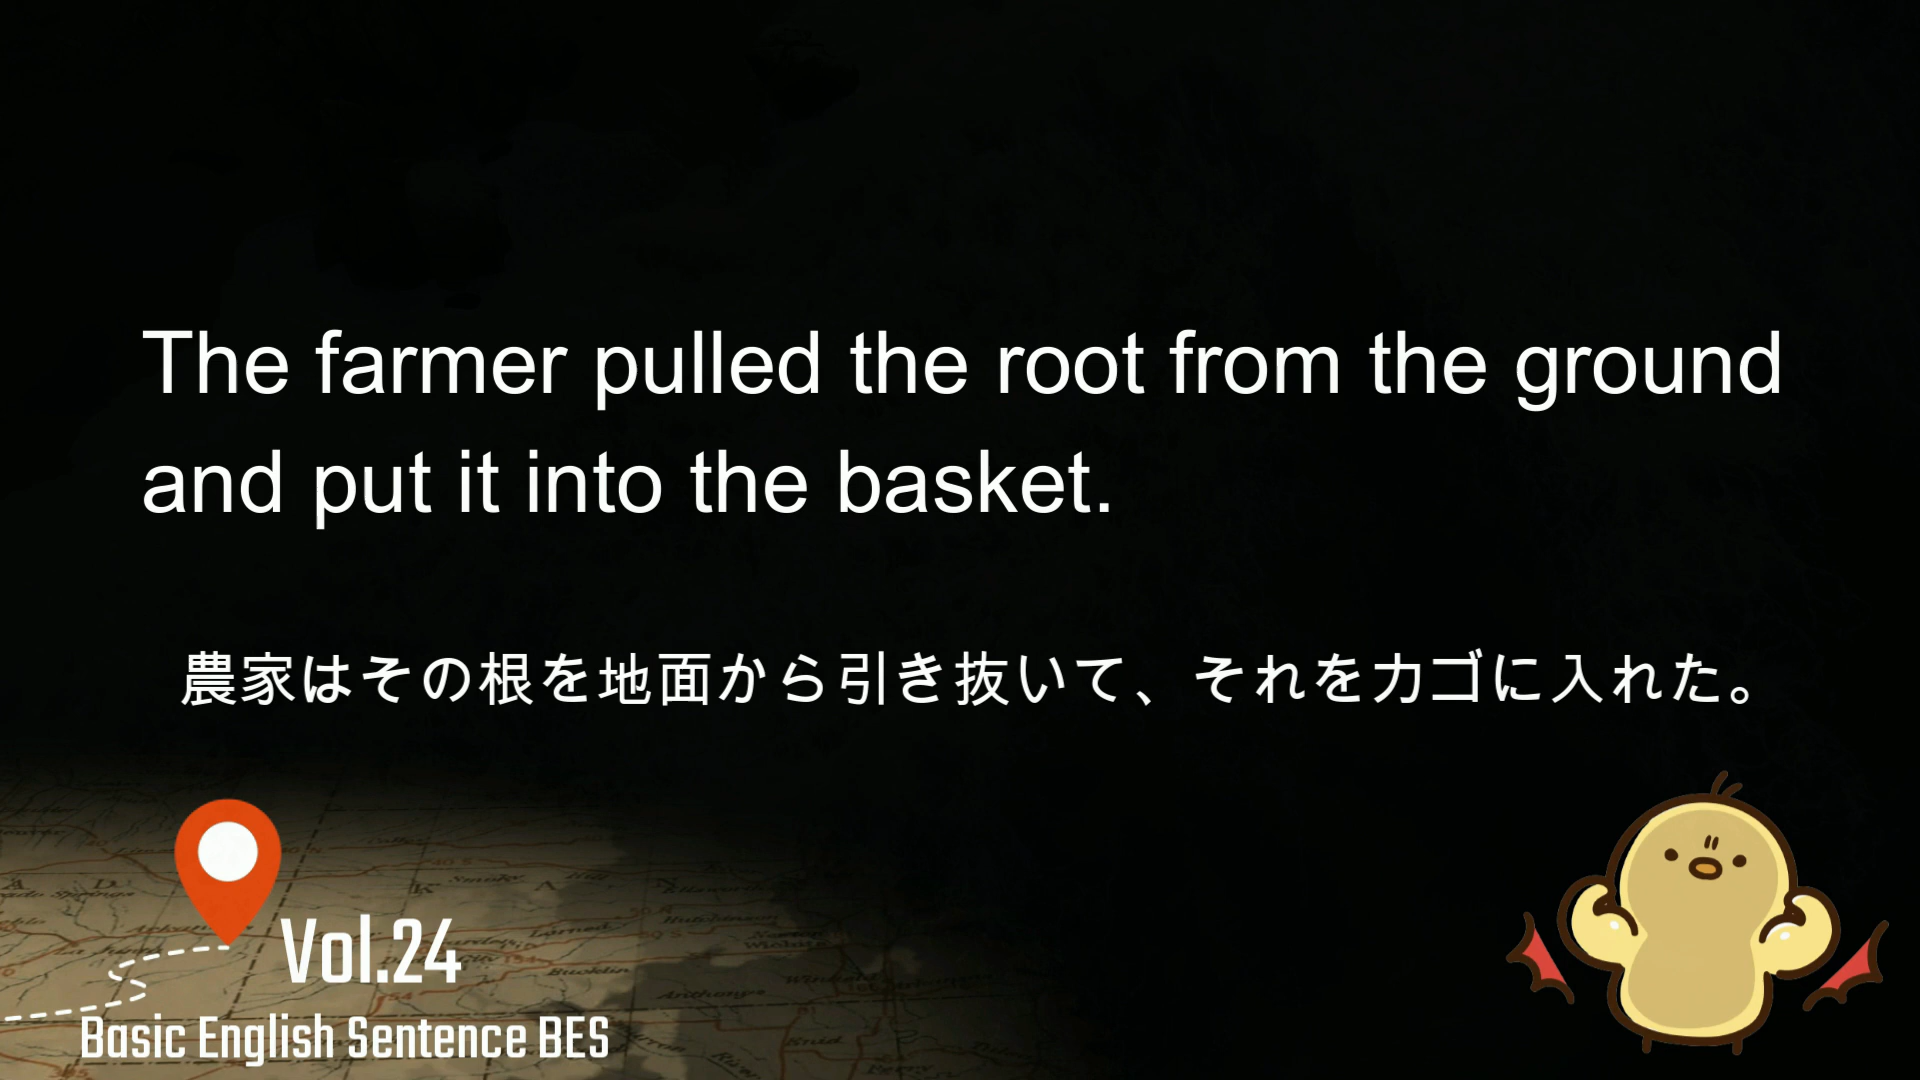 The farmer pulled the root from the ground
and put it into the basket.
農家はその根を地面から引き抜いて、それをカゴに入れた。
Vol.24
Basic English Sentence BES